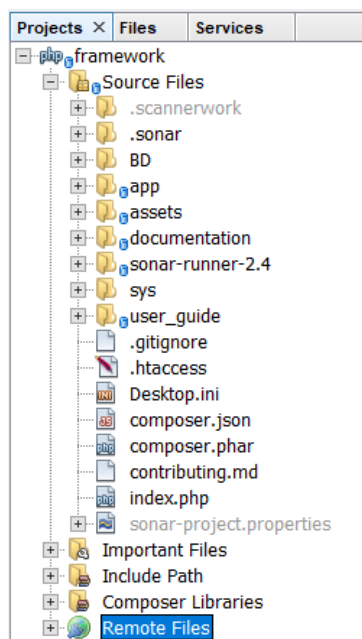 Projects × Files Services
framework
Source Files
.scannerwork
.sonar
BD
app
assets
documentation
sonar-runner-2.4
sys
user_guide
.gitignore
.htaccess
Desktop.ini
composer.json
composer.phar
contributing.md
index.php
sonar-project.properties
Important Files
Include Path
Composer Libraries
Remote Files